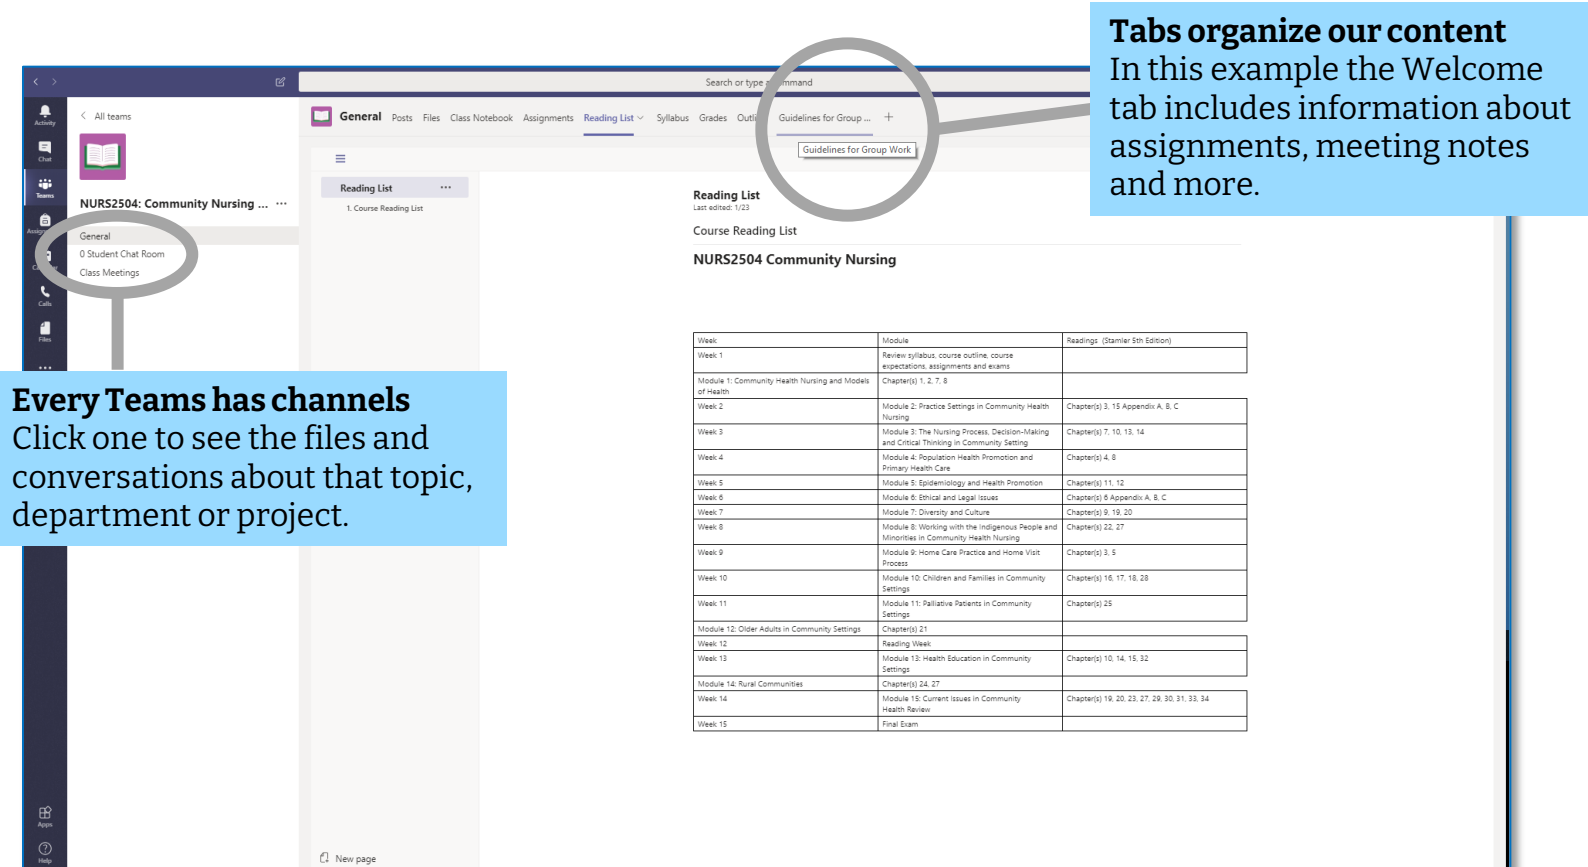 Tabs organize our content
In this example the Welcome
tab includes information about
assignments, meeting notes
and more.
Search or type a command
Activity
Chat
Teams
Calls
Files
Apps
Help
All teams
NURS2504: Community Nursing ... ···
General
0 Student Chat Room
Class Meetings
General Posts Files Class Notebook Assignments Reading List Syllabus Grades Guidelines for Group ... +
Guidelines for Group Work
Reading List ···
1. Course Reading List
New page
Reading List
Last edited: 1/23
Course Reading List
NURS2504 Community Nursing
Week Module Readings (Stamler 5th Edition)
Week 1 Review syllabus, course outline, course
expectations, assignments and exams
Module 1: Community Health Nursing and Models Chapter(s) 1, 2, 7, 8
of Health
Week 2 Module 2: Practice Settings in Community Health Chapter(s) 3, 15 Appendix A, B, C
Nursing
Week 3 Module 3: The Nursing Process, Decision-Making Chapter(s) 7, 10, 13, 14
and Critical Thinking in Community Setting
Week 4 Module 4: Population Health Promotion and Chapter(s) 4, 8
Primary Health Care
Week 5 Module 5: Epidemiology and Health Promotion Chapter(s) 11, 12
Week 6 Module 6: Ethical and Legal Issues Chapter(s) 6 Appendix A, B, C
Week 7 Module 7: Diversity and Culture Chapter(s) 9, 19, 20
Week 8 Module 8: Working with the Indigenous People and Chapter(s) 22, 27
Minorities in Community Health Nursing
Week 9 Module 9: Home Care Practice and Home Visit Chapter(s) 3, 5
Process
Week 10 Module 10: Children and Families in Community Chapter(s) 16, 17, 18, 28
Settings
Week 11 Module 11: Palliative Patients in Community Chapter(s) 25
Settings
Module 12: Older Adults in Community Settings Chapter(s) 21
Week 12 Reading Week
Week 13 Module 13: Health Education in Community Chapter(s) 10, 14, 15, 32
Settings
Module 14: Rural Communities Chapter(s) 24, 27
Week 14 Module 15: Current Issues in Community Chapter(s) 19, 20, 23, 27, 29, 30, 31, 33, 34
Health Review
Week 15 Final Exam
Every Teams has channels
Click one to see the files and
conversations about that topic,
department or project.